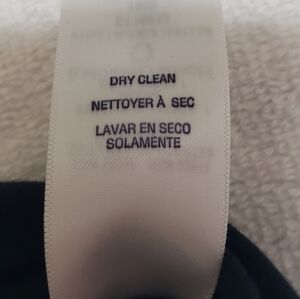 DRY CLEAN
NETTOYER À SEC
LAVAR EN SECO
SOLAMENTE